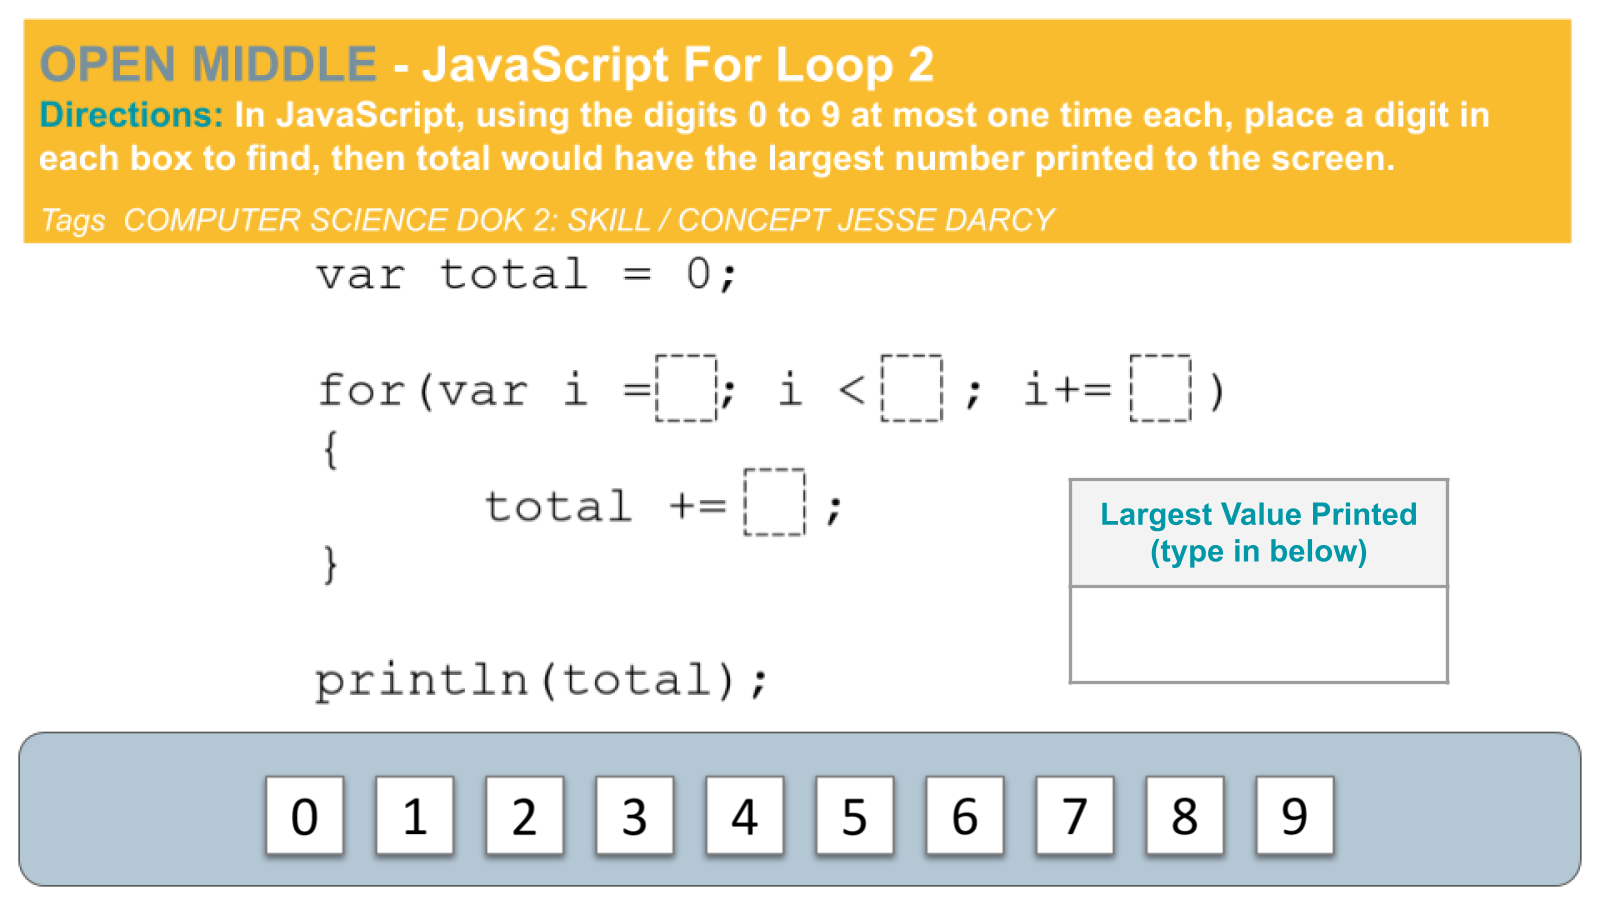 OPEN MIDDLE - JavaScript For Loop 2
Directions: In JavaScript, using the digits 0 to 9 at most one time each, place a digit in
each box to find, then total would have the largest number printed to the screen.
Tags COMPUTER SCIENCE DOK 2: SKILL / CONCEPT JESSE DARCY
var total = 0;
for(var i = ; i < ; i+= )
{
total += ;
}
Largest Value Printed
(type in below)
println(total);
0 1 2 3 4 5 6 7 8 9